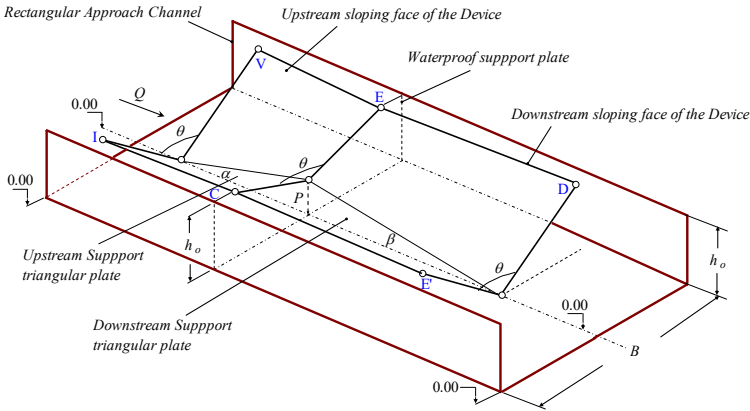 Rectangular Approach Channel
Upstream sloping face of the Device
Waterproof suppport plate
Downstream sloping face of the Device
V
E
Q
0.00
θ
I
θ
α
D
C
P
0.00
h o
β
θ
h o
E'
Upstream Suppport
triangular plate
0.00
Downstream Suppport
triangular plate
B
0.00